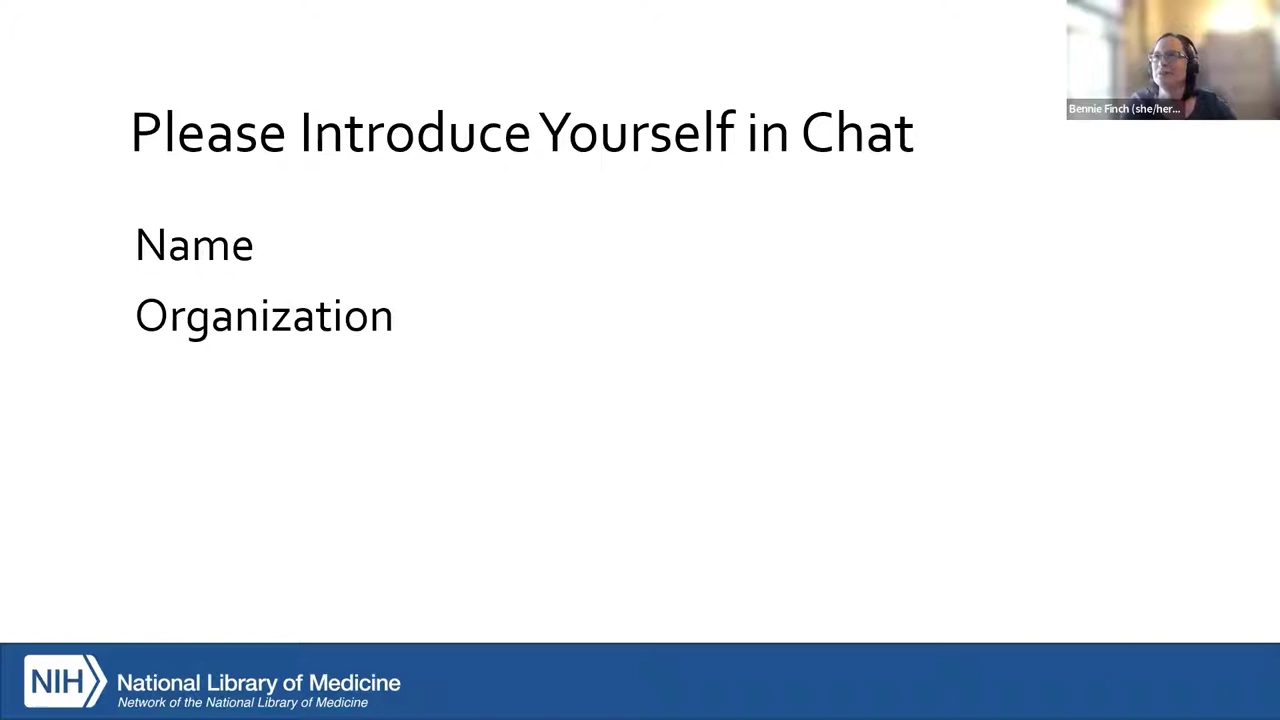 Please Introduce Yourself in Chat
Bennie Finch (she/her...
Name
Organization
NIH
National Library of Medicine
Network of the National Library of Medicine